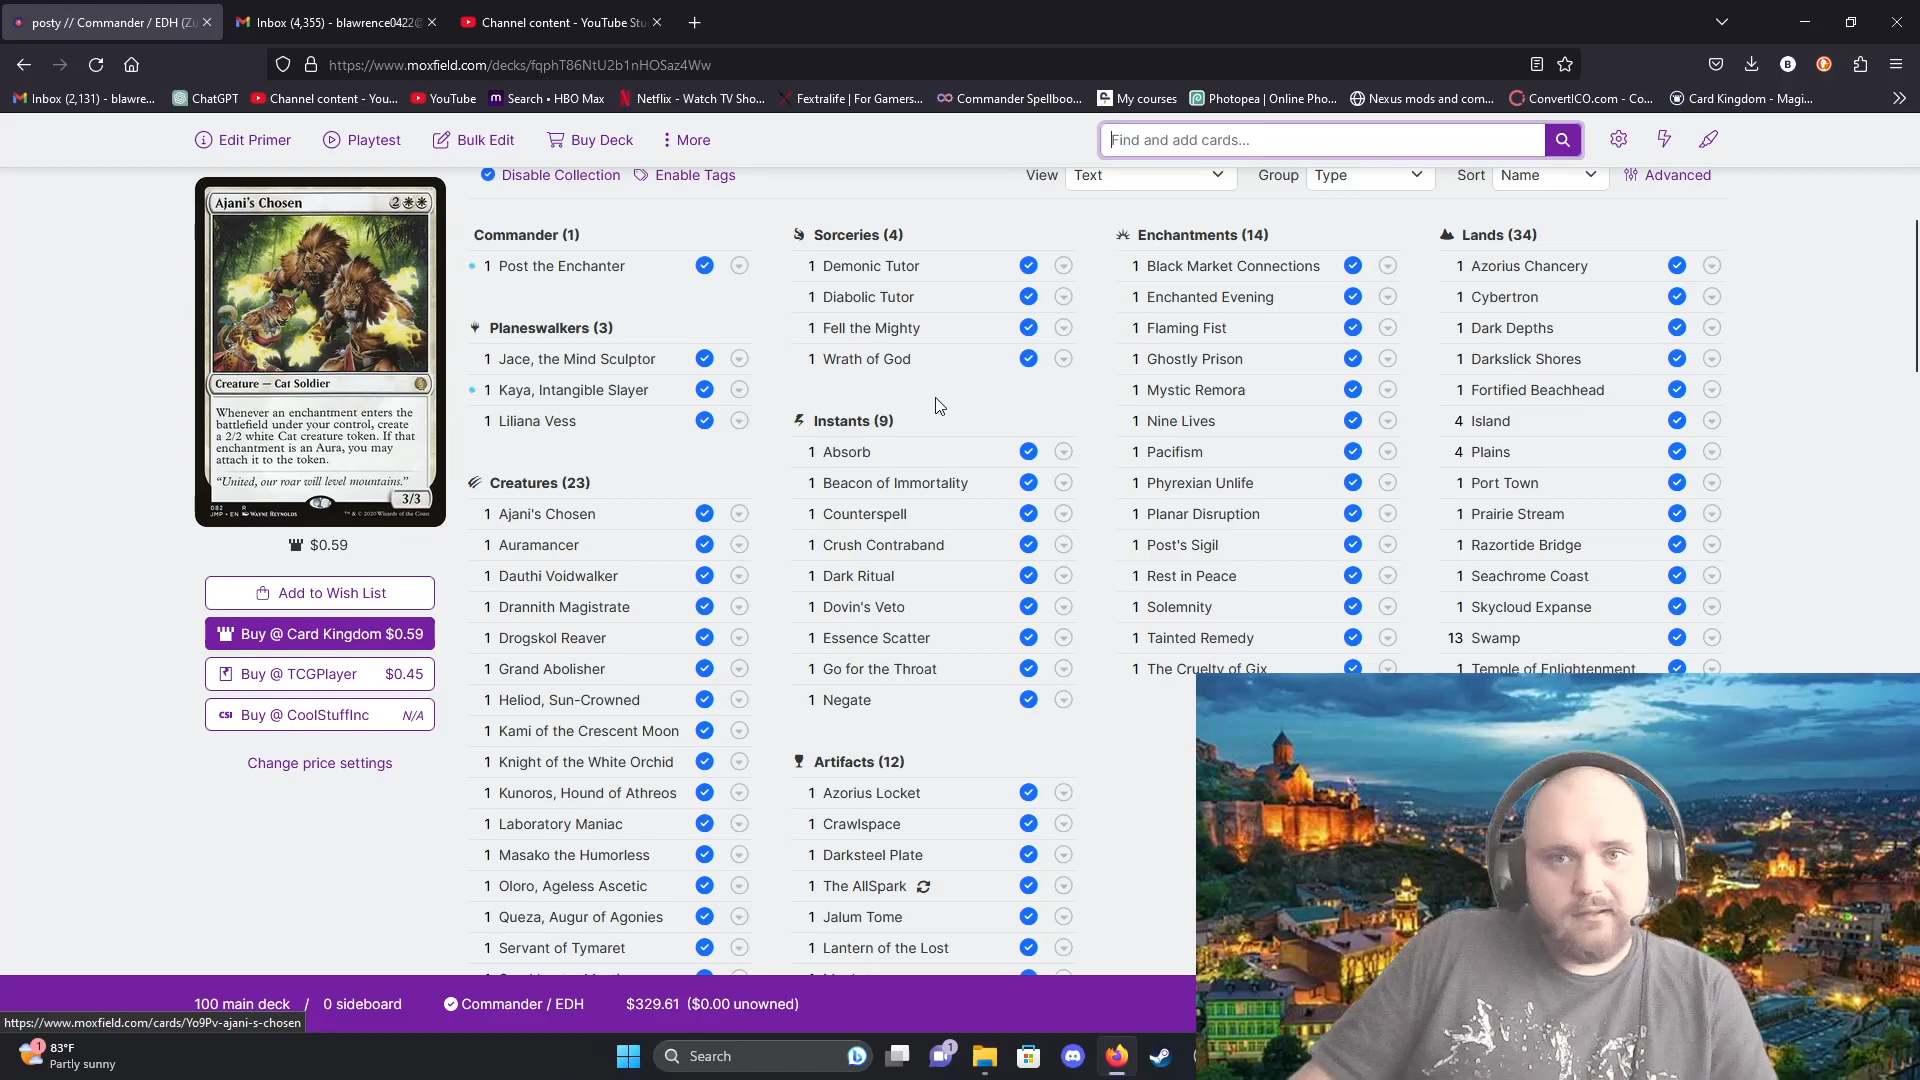 posty // Commander / EDH (Zu
Inbox (4,355) - blawrence0422@
Channel content - YouTube Stu
https://www.moxfield.com/decks/fqphT86NtU2b1nHOSaz4Ww
Inbox (2,131) - blawre...
ChatGPT
Channel content - You...
YouTube
Search • HBO Max
Netflix - Watch TV Sho...
Fextralife | For Gamers...
Commander Spellboo...
My courses
Photopea | Online Pho...
Nexus mods and com...
ConvertICO.com - Co...
Card Kingdom - Magi...
Edit Primer
Playtest
Bulk Edit
Buy Deck
More
Find and add cards...
Disable Collection
Enable Tags
View
Text
Group
Type
Sort
Name
Advanced
Ajani's Chosen
2
Creature — Cat Soldier
Whenever an enchantment enters the
battlefield under your control, create
a 2/2 white Cat creature token. If that
enchantment is an Aura, you may
attach it to the token.
"United, our roar will level mountains."
3/3
082 R
JMP • EN WAYNE REYNOLDS
™ & © 2020 Wizards of the Coast
$0.59
Add to Wish List
Buy @ Card Kingdom $0.59
Buy @ TCGPlayer $0.45
CSI Buy @ CoolStuffInc N/A
Change price settings
Commander (1)
1 Post the Enchanter
Planeswalkers (3)
1 Jace, the Mind Sculptor
1 Kaya, Intangible Slayer
1 Liliana Vess
Creatures (23)
1 Ajani's Chosen
1 Auramancer
1 Dauthi Voidwalker
1 Drannith Magistrate
1 Drogskol Reaver
1 Grand Abolisher
1 Heliod, Sun-Crowned
1 Kami of the Crescent Moon
1 Knight of the White Orchid
1 Kunoros, Hound of Athreos
1 Laboratory Maniac
1 Masako the Humorless
1 Oloro, Ageless Ascetic
1 Queza, Augur of Agonies
1 Servant of Tymaret
Sorceries (4)
1 Demonic Tutor
1 Diabolic Tutor
1 Fell the Mighty
1 Wrath of God
Instants (9)
1 Absorb
1 Beacon of Immortality
1 Counterspell
1 Crush Contraband
1 Dark Ritual
1 Dovin's Veto
1 Essence Scatter
1 Go for the Throat
1 Negate
Artifacts (12)
1 Azorius Locket
1 Crawlspace
1 Darksteel Plate
1 The AllSpark
1 Jalum Tome
1 Lantern of the Lost
Enchantments (14)
1 Black Market Connections
1 Enchanted Evening
1 Flaming Fist
1 Ghostly Prison
1 Mystic Remora
1 Nine Lives
1 Pacifism
1 Phyrexian Unlife
1 Planar Disruption
1 Post's Sigil
1 Rest in Peace
1 Solemnity
1 Tainted Remedy
1 The Cruelty of Gix
Lands (34)
1 Azorius Chancery
1 Cybertron
1 Dark Depths
1 Darkslick Shores
1 Fortified Beachhead
4 Island
4 Plains
1 Port Town
1 Prairie Stream
1 Razortide Bridge
1 Seachrome Coast
1 Skycloud Expanse
13 Swamp
1 Temple of Enlightenment
100 main deck / 0 sideboard
Commander / EDH
$329.61 ($0.00 unowned)
https://www.moxfield.com/cards/Yo9Pv-ajani-s-chosen
1
83°F
Partly sunny
Search
1